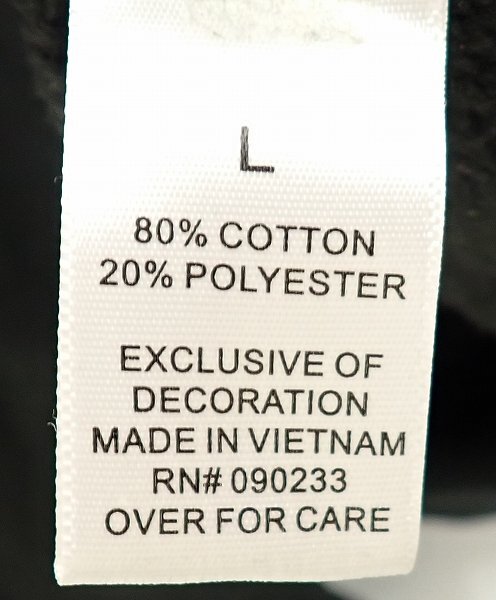 L
80% COTTON
20% POLYESTER
EXCLUSIVE OF
DECORATION
MADE IN VIETNAM
RN# 090233
OVER FOR CARE